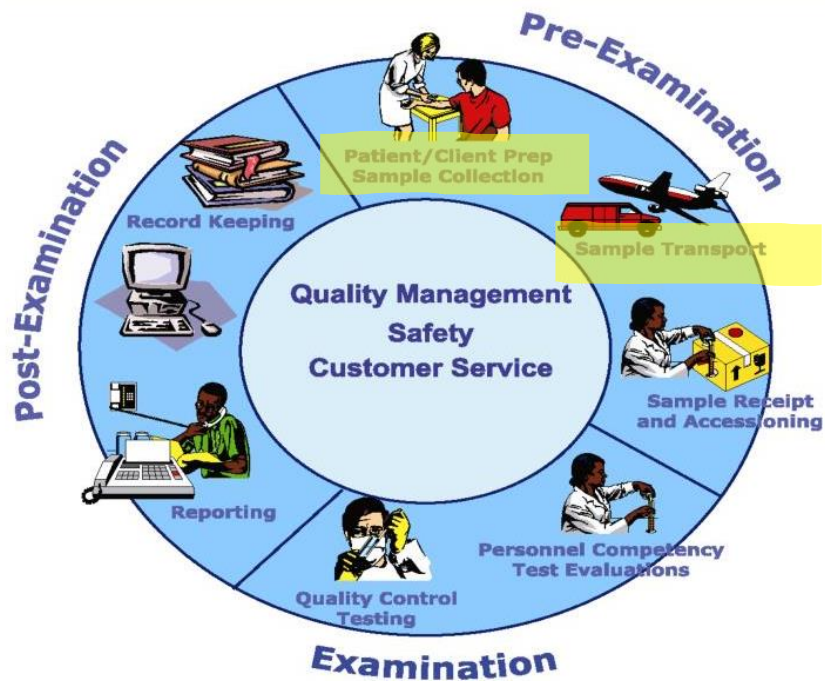 Pre-Examination
Patient/Client Prep
Sample Collection
Sample Transport
Sample Receipt
and Accessioning
Personnel Competency
Test Evaluations
Examination
Quality Control
Testing
Reporting
Post-Examination
Record Keeping
Quality Management
Safety
Customer Service